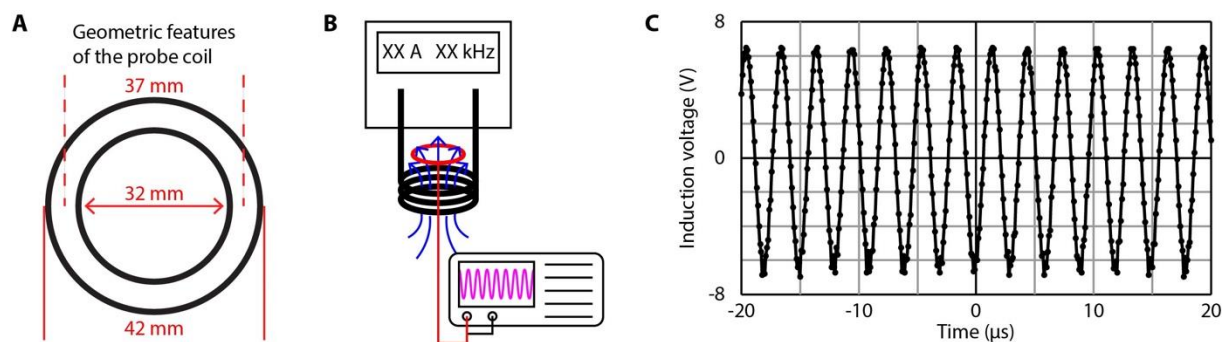 A
Geometric features
of the probe coil
37 mm
32 mm
42 mm
B
XX A XX kHz
C
Induction voltage (V)
8
0
-8
-20
-10
0
10
20
Time (μs)